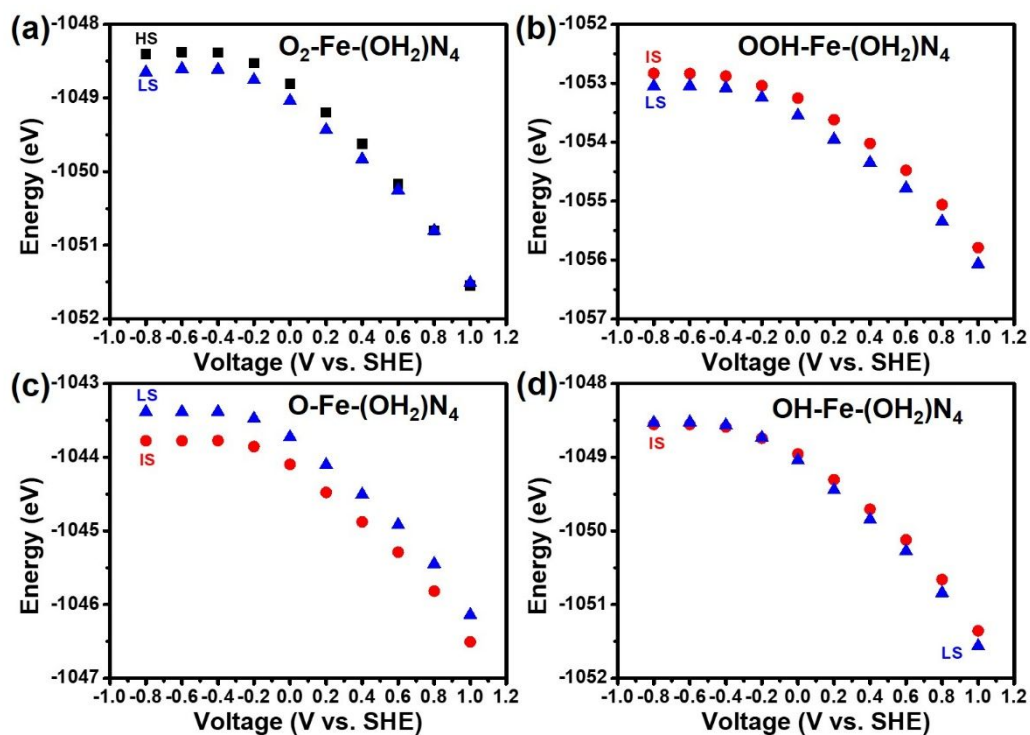 (a)
O₂-Fe-(OH₂)N₄
HS
LS
Energy (eV)
-1048
-1049
-1050
-1051
-1052
-1.0 -0.8 -0.6 -0.4 -0.2 0.0 0.2 0.4 0.6 0.8 1.0 1.2
Voltage (V vs. SHE)
(b)
OOH-Fe-(OH₂)N₄
IS
LS
Energy (eV)
-1052
-1053
-1054
-1055
-1056
-1057
-1.0 -0.8 -0.6 -0.4 -0.2 0.0 0.2 0.4 0.6 0.8 1.0 1.2
Voltage (V vs. SHE)
(c)
O-Fe-(OH₂)N₄
LS
IS
Energy (eV)
-1043
-1044
-1045
-1046
-1047
-1.0 -0.8 -0.6 -0.4 -0.2 0.0 0.2 0.4 0.6 0.8 1.0 1.2
Voltage (V vs. SHE)
(d)
OH-Fe-(OH₂)N₄
IS
LS
Energy (eV)
-1048
-1049
-1050
-1051
-1052
-1.0 -0.8 -0.6 -0.4 -0.2 0.0 0.2 0.4 0.6 0.8 1.0 1.2
Voltage (V vs. SHE)